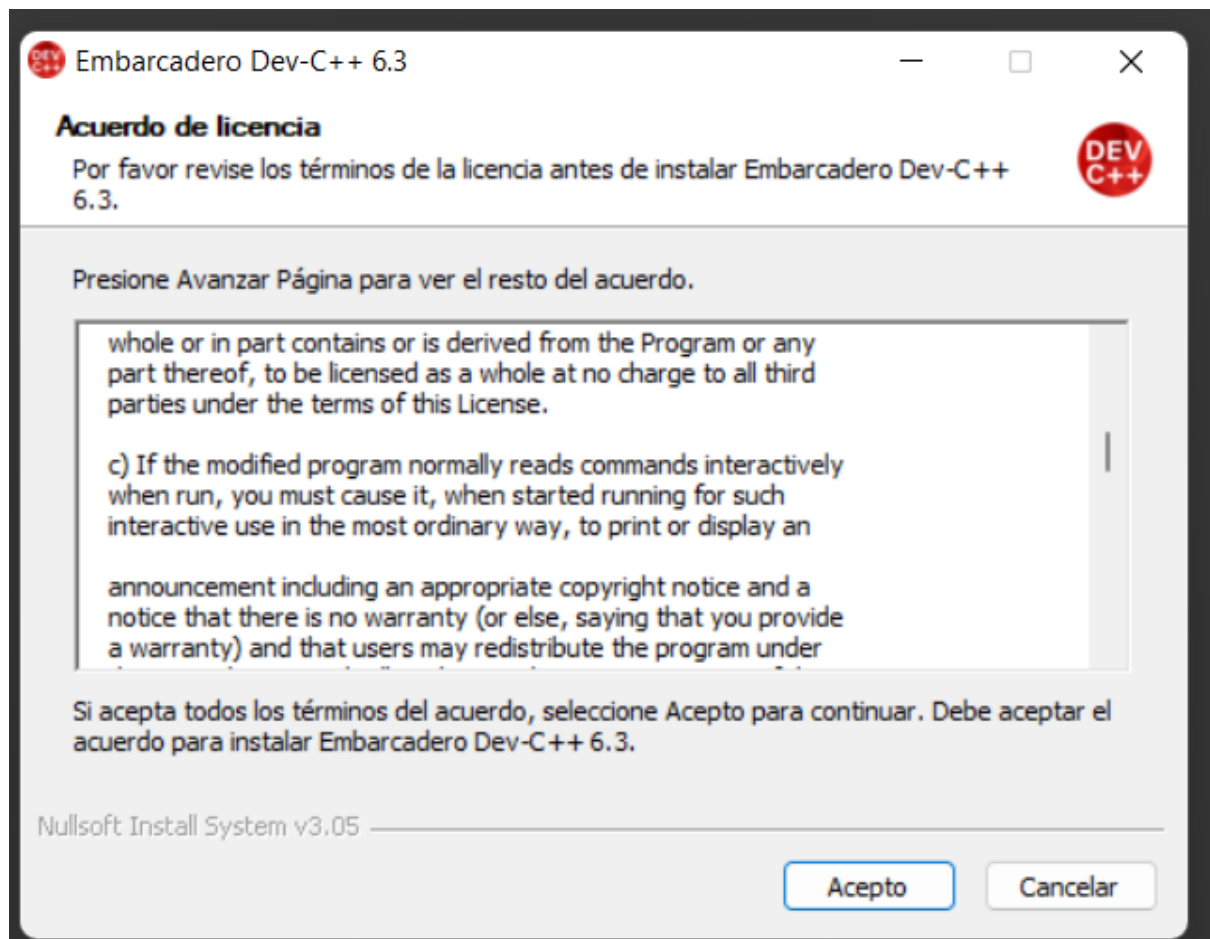 DEV C++ Embarcadero Dev-C++ 6.3
Acuerdo de licencia
Por favor revise los términos de la licencia antes de instalar Embarcadero Dev-C++
6.3.
DEV
C++
Presione Avanzar Página para ver el resto del acuerdo.
whole or in part contains or is derived from the Program or any
part thereof, to be licensed as a whole at no charge to all third
parties under the terms of this License.
c) If the modified program normally reads commands interactively
when run, you must cause it, when started running for such
interactive use in the most ordinary way, to print or display an
announcement including an appropriate copyright notice and a
notice that there is no warranty (or else, saying that you provide
a warranty) and that users may redistribute the program under
Si acepta todos los términos del acuerdo, seleccione Acepto para continuar. Debe aceptar el
acuerdo para instalar Embarcadero Dev-C++ 6.3.
Nullsoft Install System v3.05
Acepto
Cancelar